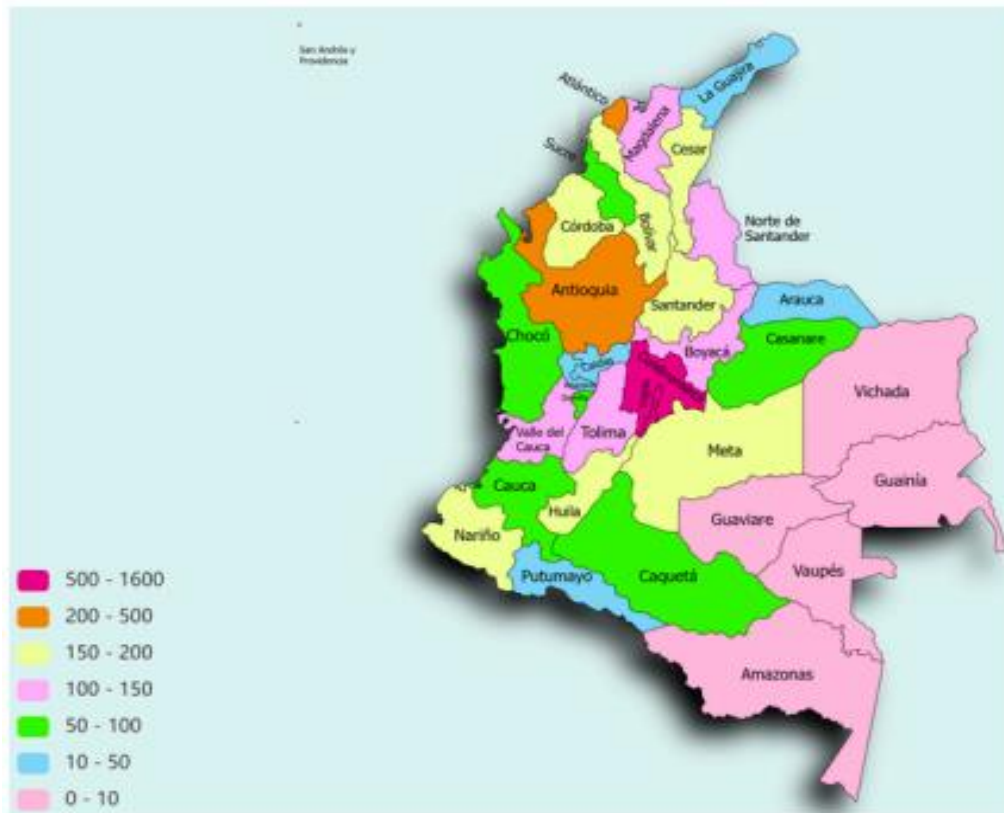 San Andrés y
Providencia
Atlántico
La Guajira
Magdalena
Sucre
Cesar
Norte de
Santander
Córdoba
Bolívar
Antioquia
Santander
Arauca
Chocó
Casanare
Boyacá
Vichada
Valle del
Cauca
Tolima
Meta
Guainía
Cauca
Huila
Guaviare
Nariño
Vaupés
Putumayo
Caquetá
Amazonas
500 - 1600
200 - 500
150 - 200
100 - 150
50 - 100
10 - 50
0 - 10